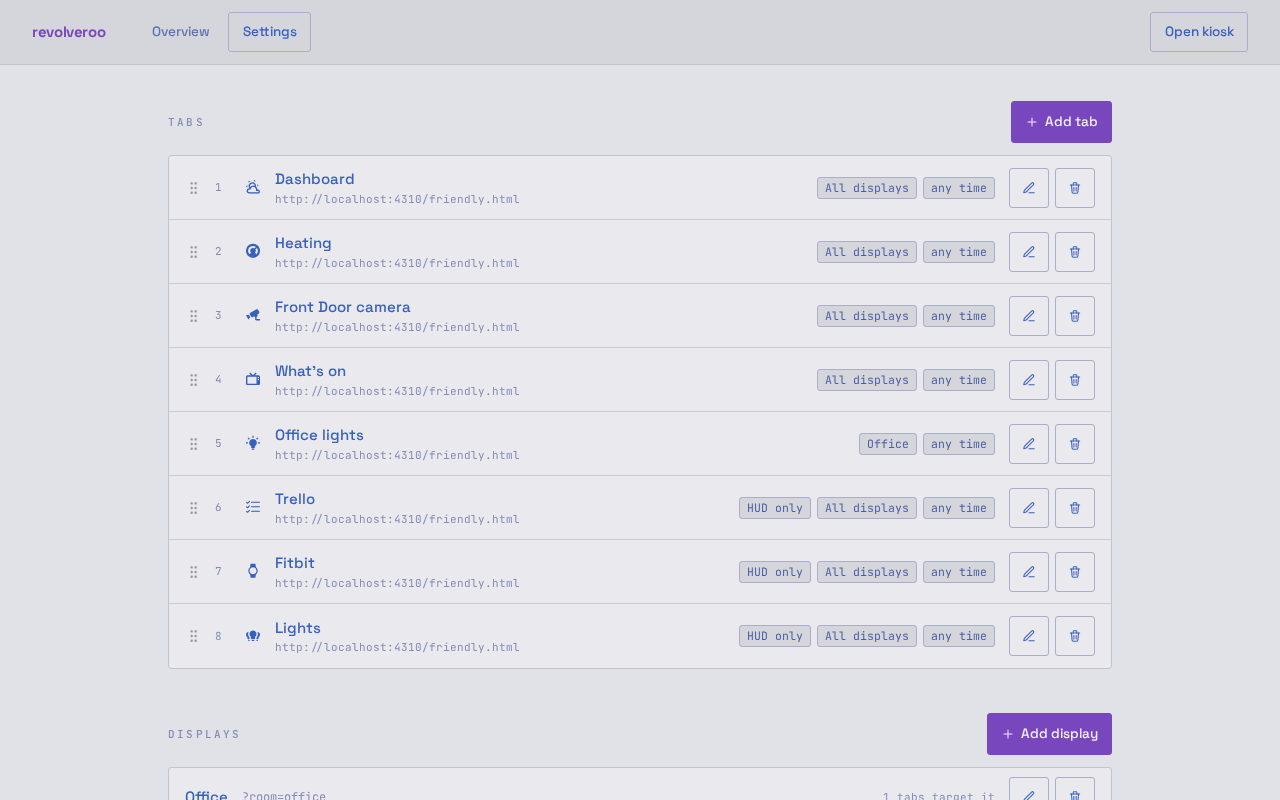 revolveroo Overview Settings Open kiosk
TABS + Add tab
1 Dashboard All displays any time
http://localhost:4310/friendly.html
2 Heating All displays any time
http://localhost:4310/friendly.html
3 Front Door camera All displays any time
http://localhost:4310/friendly.html
4 What's on All displays any time
http://localhost:4310/friendly.html
5 Office lights Office any time
http://localhost:4310/friendly.html
6 Trello HUD only All displays any time
http://localhost:4310/friendly.html
7 Fitbit HUD only All displays any time
http://localhost:4310/friendly.html
8 Lights HUD only All displays any time
http://localhost:4310/friendly.html
DISPLAYS + Add display
Office ?room=office 1 tabs target it